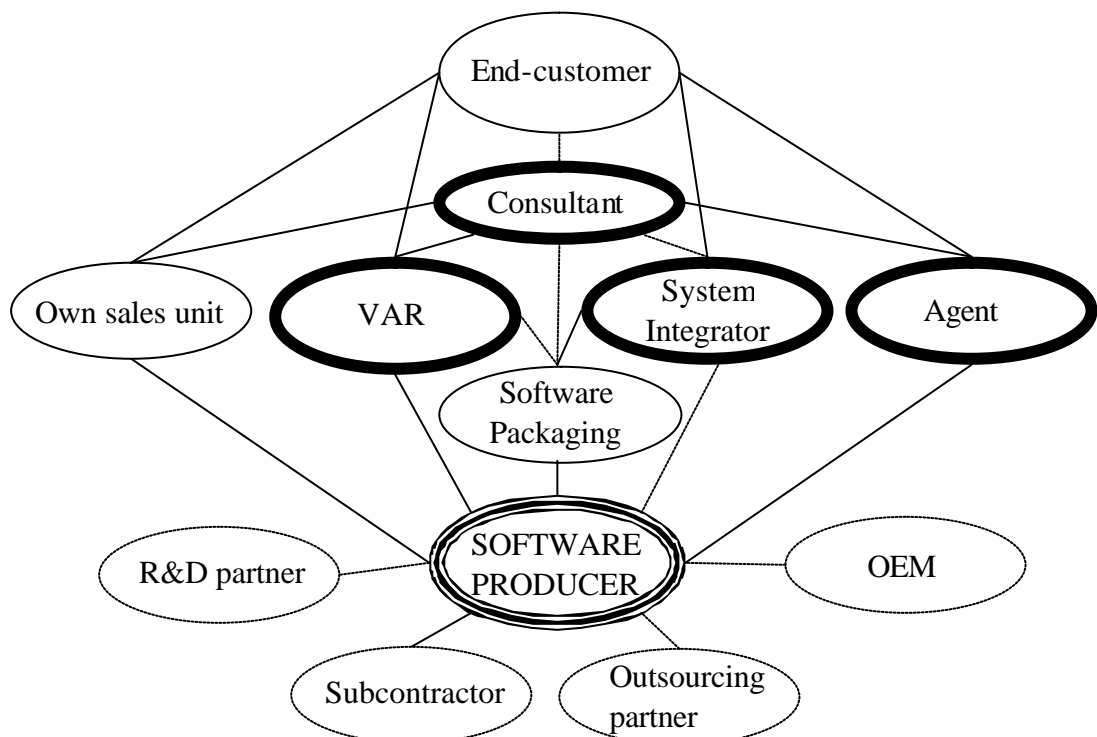 End-customer
Consultant
Own sales unit
VAR
System
Integrator
Agent
Software
Packaging
R&D partner
SOFTWARE
PRODUCER
OEM
Subcontractor
Outsourcing
partner